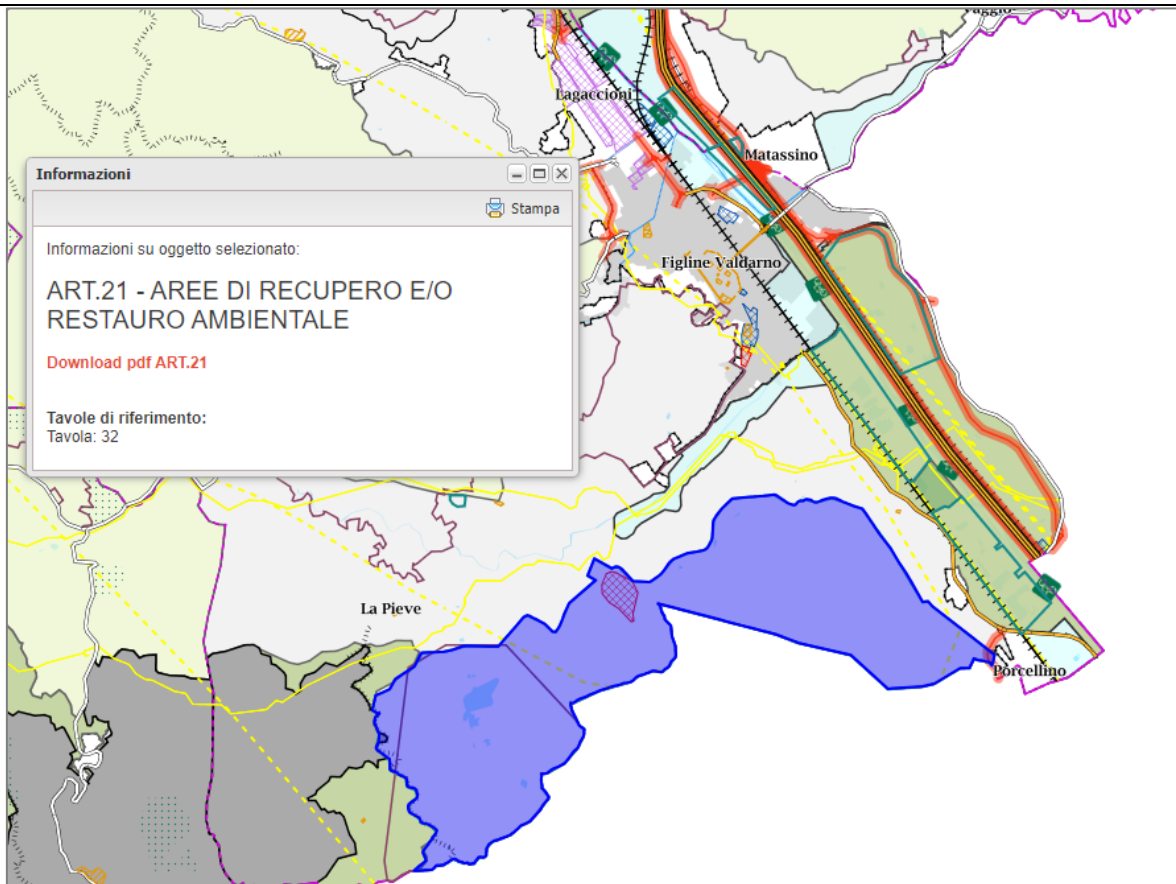 Lagaccioni
Matassino
Informazioni
Stampa
Informazioni su oggetto selezionato:
ART.21 - AREE DI RECUPERO E/O
RESTAURO AMBIENTALE
Download pdf ART.21
Tavole di riferimento:
Tavola: 32
Figline Valdarno
La Pieve
Porcellino